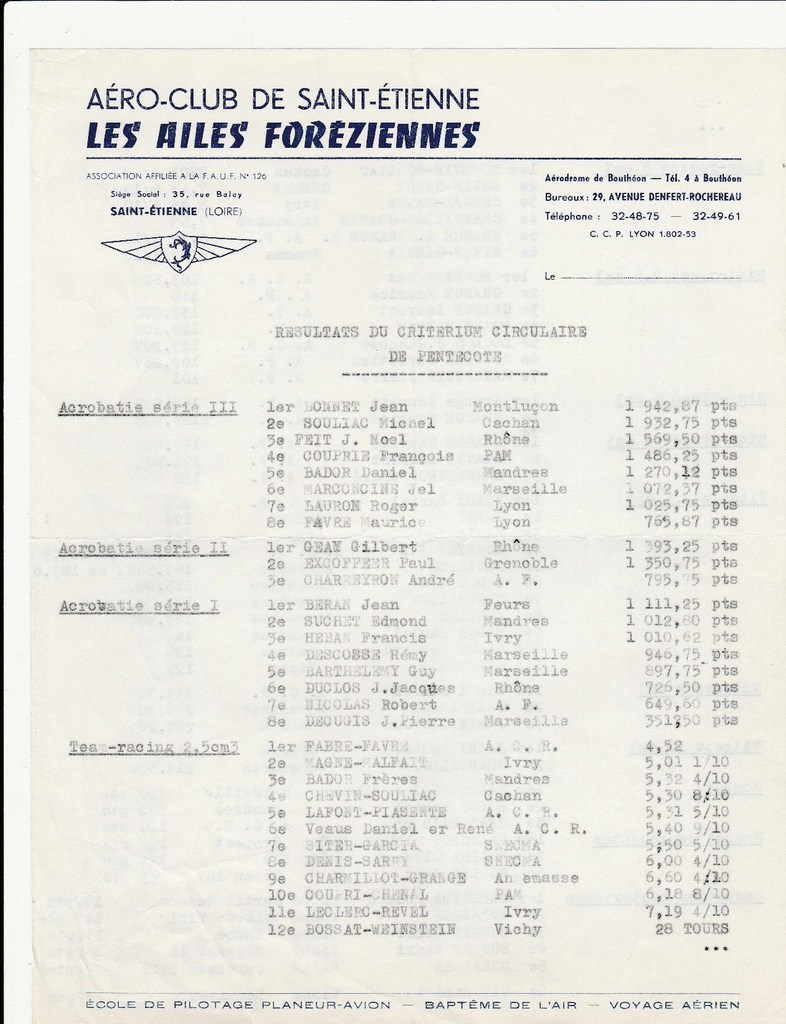 AÉRO-CLUB DE SAINT-ÉTIENNE
LES AILES FORÉZIENNES
ASSOCIATION AFFILIÉE A LA F.A.U.F. N° 126
Siège Social : 35, rue Balay
SAINT-ÉTIENNE (LOIRE)
Aérodrome de Bouthéon — Tél. 4 à Bouthéon
Bureaux : 29, AVENUE DENFERT-ROCHEREAU
Téléphone : 32-48-75 — 32-49-61
C. C. P. LYON 1.802-53
Le
RESULTATS DU CRITERIUM CIRCULAIRE
DE PENTECOTE
Acrobatie série III 1er BONNET Jean Montluçon 1 942,87 pts
2e SOULIAC Michel Cachan 1 932,75 pts
3e FEIT J. Noel Rhône 1 569,50 pts
4e COUPRIE François PAM 1 486,25 pts
5e BADOR Daniel Mandres 1 270,12 pts
6e MARCONCINE Jel Marseille 1 072,37 pts
7e LAURON Roger Lyon 1 025,75 pts
8e FAVRE Maurice Lyon 765,87 pts
Acrobatie série II 1er GEAY Gilbert Rhône 1 393,25 pts
2e EXCOFFER Paul Grenoble 1 350,75 pts
3e CHARREYRON André A. F. 795,75 pts
Acrobatie série I 1er BERAN Jean Feurs 1 111,25 pts
2e SUCHET Edmond Mandres 1 012,80 pts
3e HEBAN Francis Ivry 1 010,62 pts
4e DESCOSSE Rémy Marseille 946,75 pts
5e BARTHELEMY Guy Marseille 897,75 pts
6e DUCLOS J.Jacques Rhône 726,50 pts
7e NICOLAS Robert A. F. 649,60 pts
8e DECUGIS J.Pierre Marseille 351,50 pts
Team-racing 2,5cm3 1er FABRE-FAVRE A. C. R. 4,52
2e MAGNE-MALFAIT Ivry 5,01 1/10
3e BADOR Frères Mandres 5,32 4/10
4e CHEVIN-SOULIAC Cachan 5,30 8/10
5e LAFONT-PIASENTE A. C. R. 5,31 5/10
6e Veaus Daniel er René A. C. R. 5,40 9/10
7e SITER-GARCIA SNECMA 5,50 5/10
8e DENIS-SARRY SNECMA 6,00 4/10
9e CHARMILLOT-GRANGE An emasse 6,60 4/10
10e COUPRI-CHENAL PAM 6,18 8/10
11e LECLERC-REVEL Ivry 7,19 4/10
12e BOSSAT-WEINSTEIN Vichy 28 TOURS
...
ÉCOLE DE PILOTAGE PLANEUR-AVION — BAPTÊME DE L'AIR — VOYAGE AÉRIEN